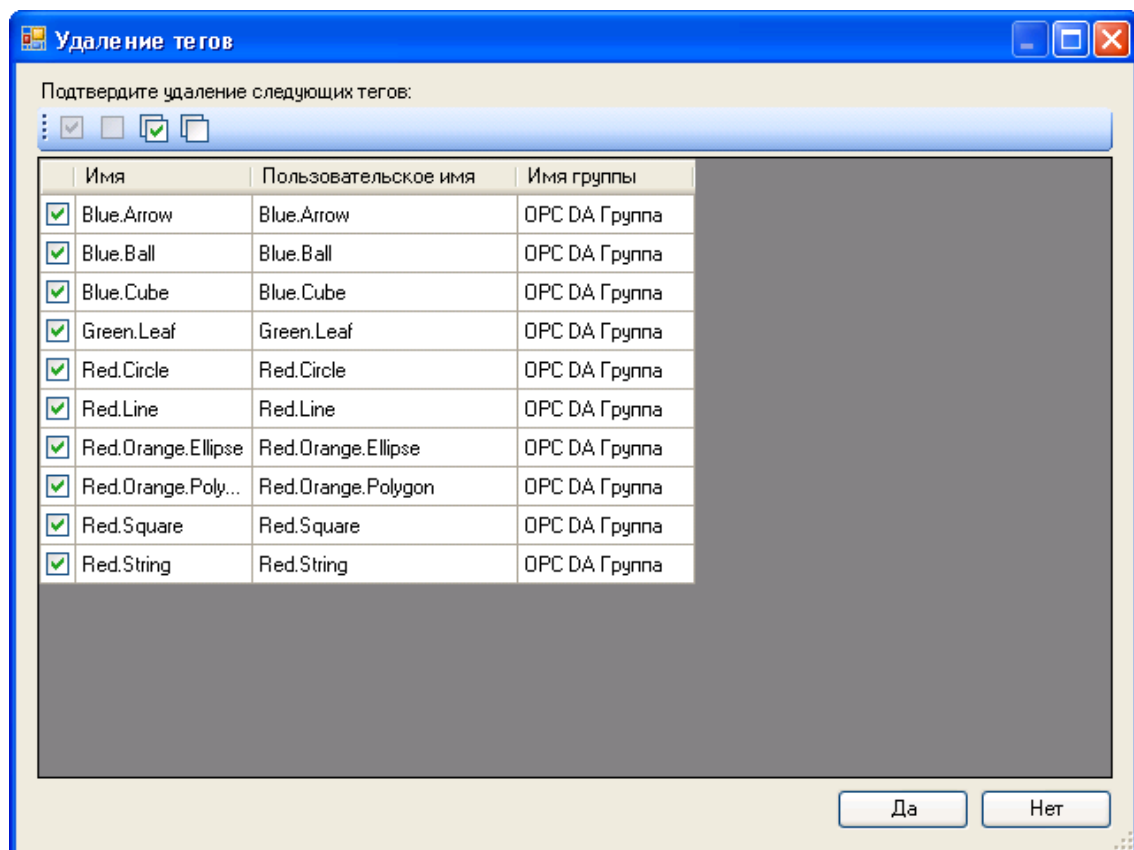 Удаление тегов
Подтвердите удаление следующих тегов:
Имя Пользовательское имя Имя группы
Blue.Arrow Blue.Arrow OPC DA Группа
Blue.Ball Blue.Ball OPC DA Группа
Blue.Cube Blue.Cube OPC DA Группа
Green.Leaf Green.Leaf OPC DA Группа
Red.Circle Red.Circle OPC DA Группа
Red.Line Red.Line OPC DA Группа
Red.Orange.Ellipse Red.Orange.Ellipse OPC DA Группа
Red.Orange.Poly... Red.Orange.Polygon OPC DA Группа
Red.Square Red.Square OPC DA Группа
Red.String Red.String OPC DA Группа
Да Нет